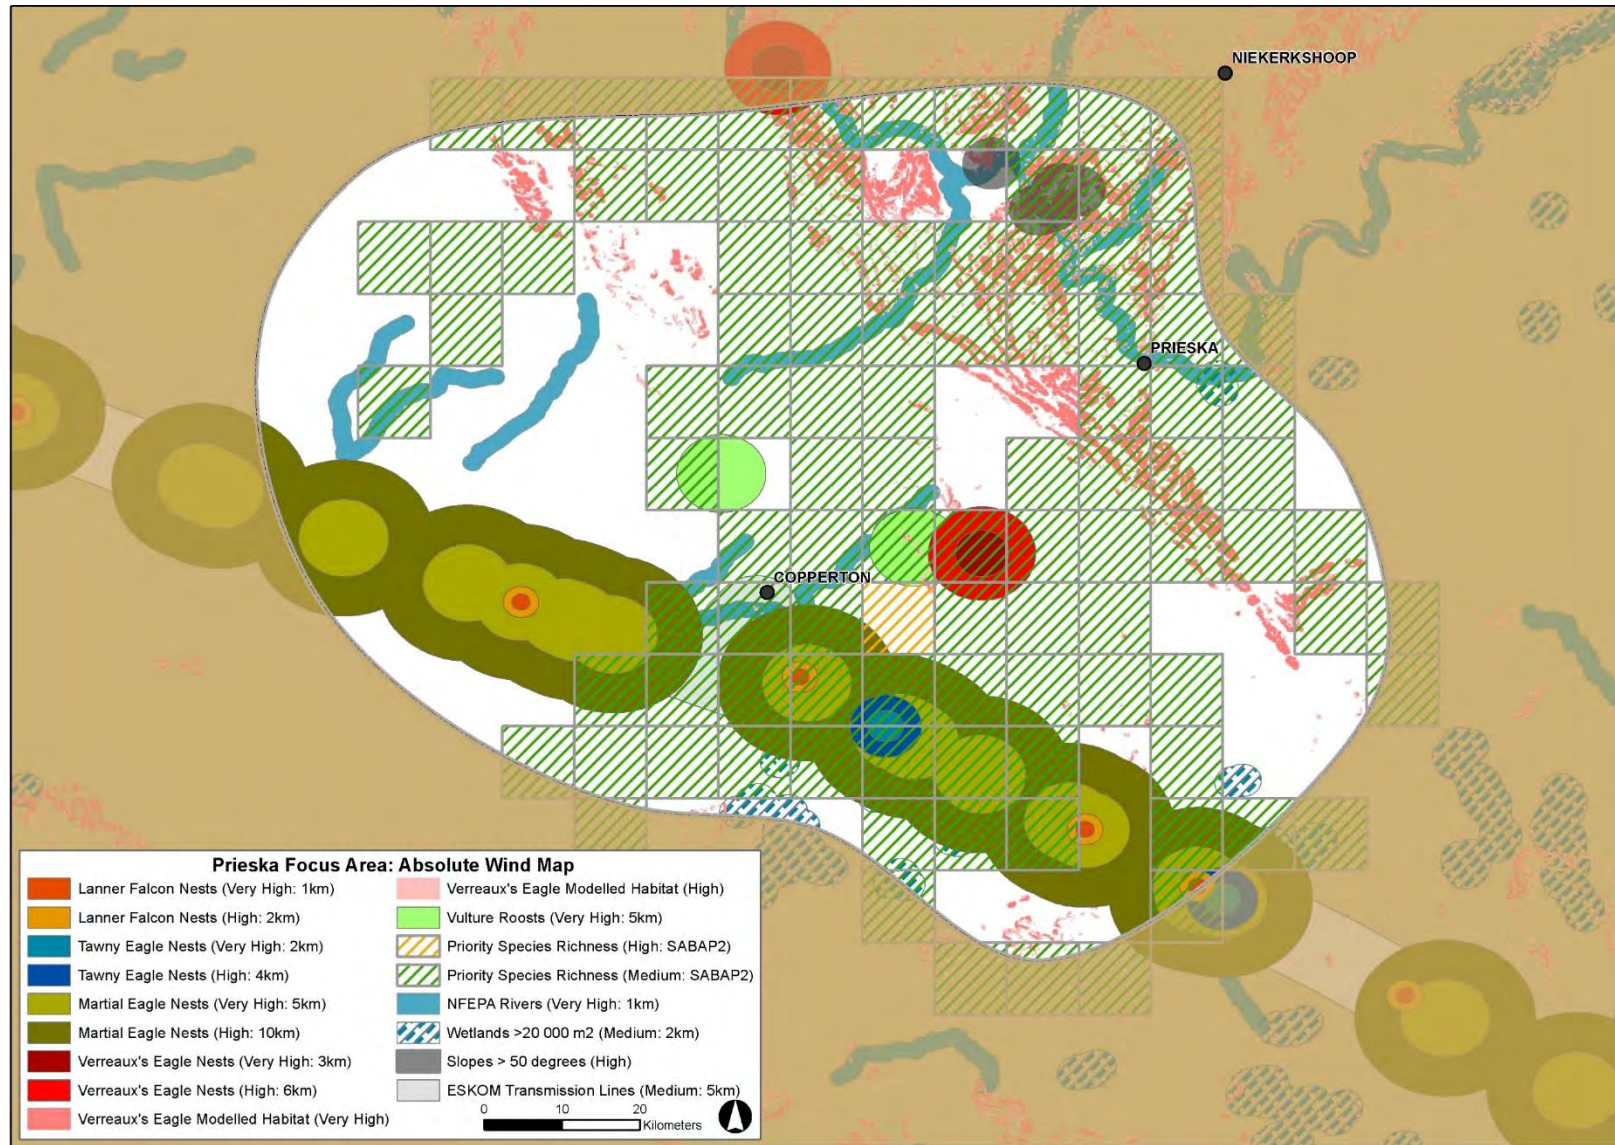 NIEKERKSHOOP
PRIESKA
COPPERTON
Prieska Focus Area: Absolute Wind Map
Lanner Falcon Nests (Very High: 1km)
Lanner Falcon Nests (High: 2km)
Tawny Eagle Nests (Very High: 2km)
Tawny Eagle Nests (High: 4km)
Martial Eagle Nests (Very High: 5km)
Martial Eagle Nests (High: 10km)
Verreaux's Eagle Nests (Very High: 3km)
Verreaux's Eagle Nests (High: 6km)
Verreaux's Eagle Modelled Habitat (Very High)
Verreaux's Eagle Modelled Habitat (High)
Vulture Roosts (Very High: 5km)
Priority Species Richness (High: SABAP2)
Priority Species Richness (Medium: SABAP2)
NFEPA Rivers (Very High: 1km)
Wetlands >20 000 m2 (Medium: 2km)
Slopes > 50 degrees (High)
ESKOM Transmission Lines (Medium: 5km)
0 10 20
Kilometers